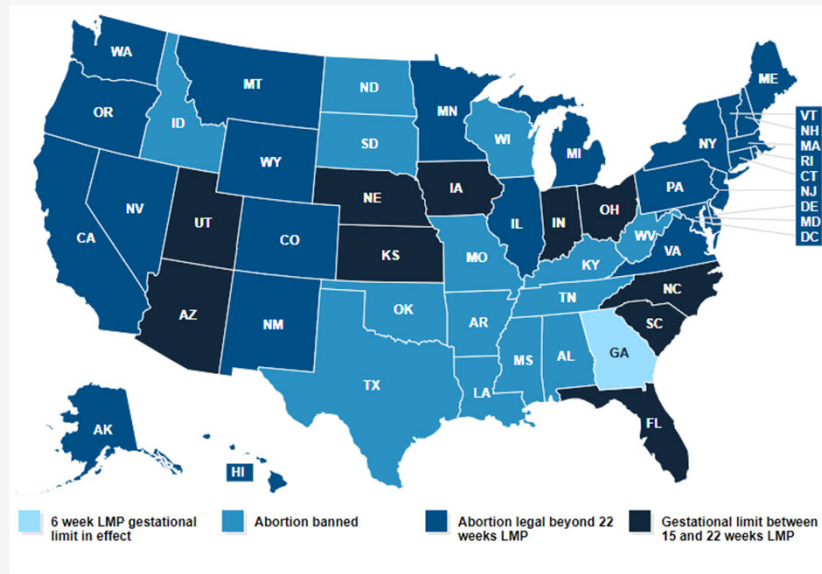 WA
MT
ND
MN
ME
OR
ID
SD
WI
MI
NY
VT
NH
MA
RI
CT
NJ
DE
MD
DC
WY
NE
IA
PA
NV
UT
CO
IL
IN
OH
WV
VA
CA
KS
MO
KY
AZ
NM
OK
AR
TN
NC
SC
MS
AL
GA
TX
LA
FL
AK
HI
6 week LMP gestational
limit in effect
Abortion banned
Abortion legal beyond 22
weeks LMP
Gestational limit between
15 and 22 weeks LMP